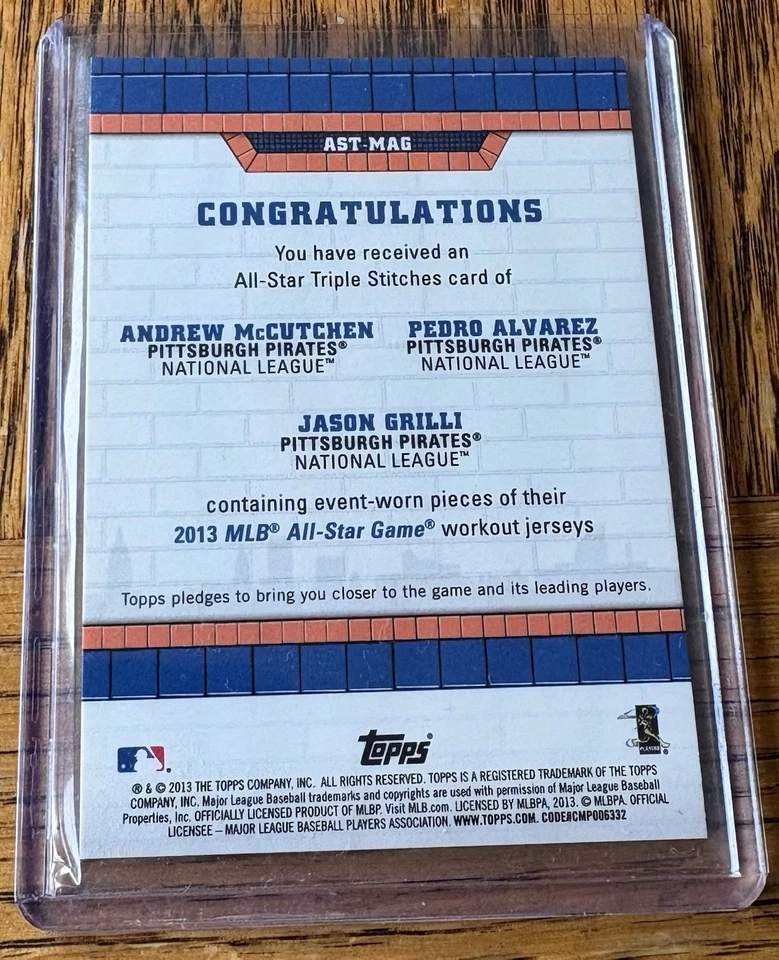 AST-MAG
CONGRATULATIONS
You have received an
All-Star Triple Stitches card of
ANDREW McCUTCHEN
PITTSBURGH PIRATES®
NATIONAL LEAGUE™
PEDRO ALVAREZ
PITTSBURGH PIRATES®
NATIONAL LEAGUE™
JASON GRILLI
PITTSBURGH PIRATES®
NATIONAL LEAGUE™
containing event-worn pieces of their
2013 MLB® All-Star Game® workout jerseys
Topps pledges to bring you closer to the game and its leading players.
Topps®
PLAYERS
® & © 2013 THE TOPPS COMPANY, INC. ALL RIGHTS RESERVED. TOPPS IS A REGISTERED TRADEMARK OF THE TOPPS
COMPANY, INC. Major League Baseball trademarks and copyrights are used with permission of Major League Baseball
Properties, Inc. OFFICIALLY LICENSED PRODUCT OF MLBP. Visit MLB.com. LICENSED BY MLBPA, 2013. © MLBPA. OFFICIAL
LICENSEE – MAJOR LEAGUE BASEBALL PLAYERS ASSOCIATION. WWW.TOPPS.COM. CODE#CMP006332